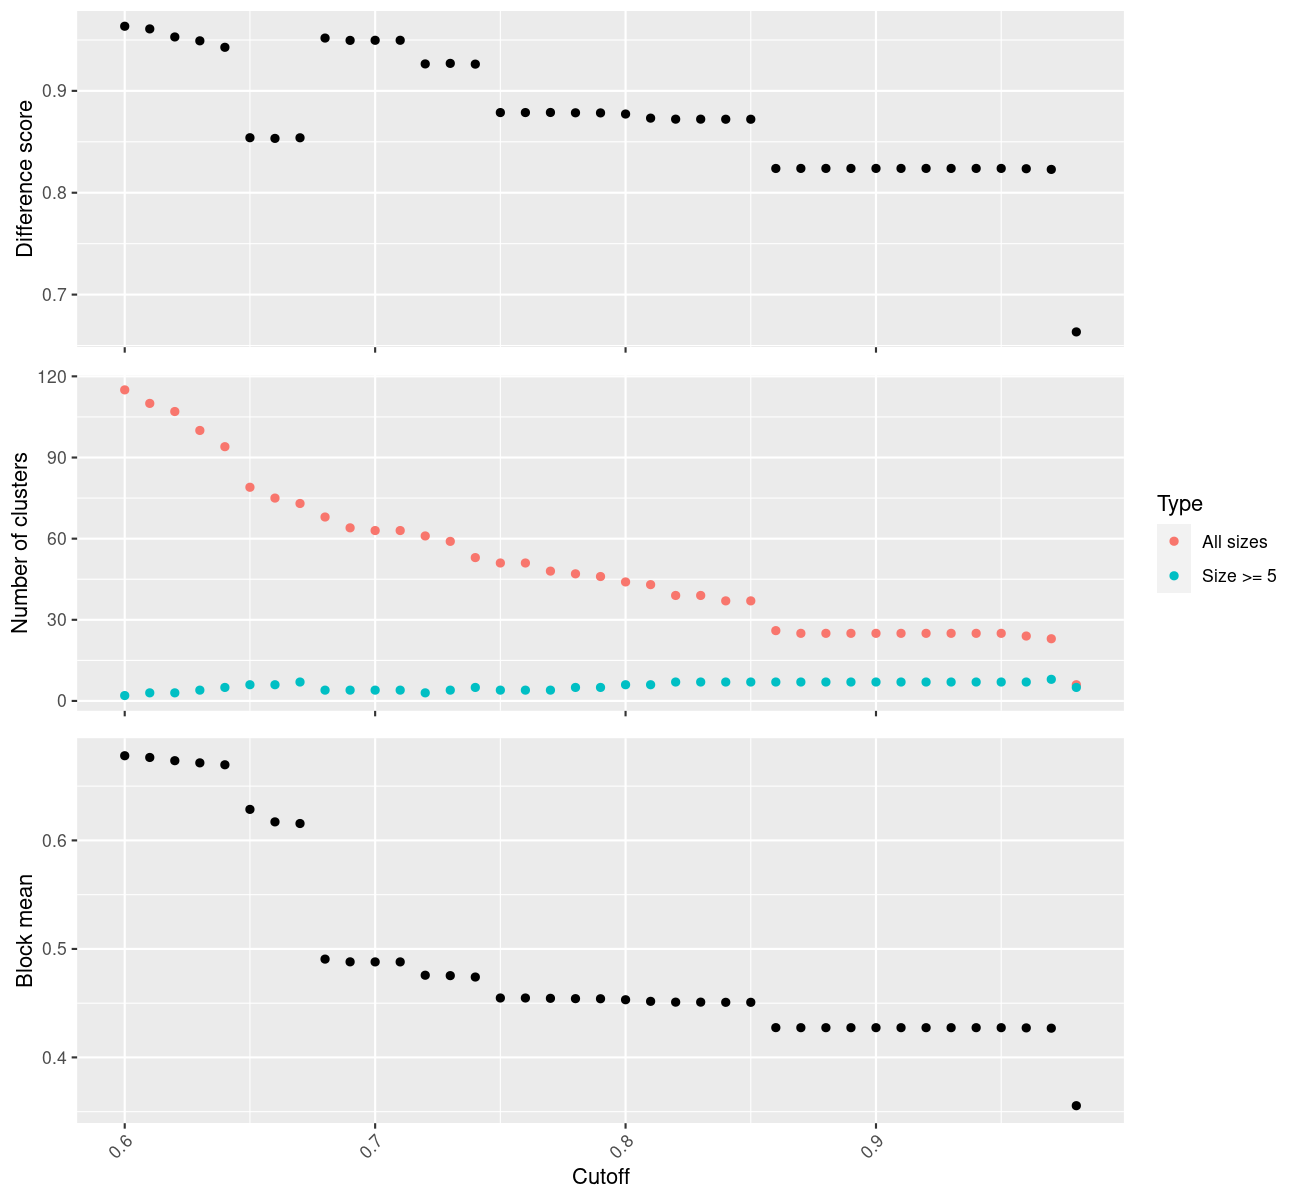 0.9
0.8
0.7
Difference score
120
90
60
30
0
Number of clusters
Type
All sizes
Size >= 5
0.6
0.5
0.4
Block mean
0.6
0.7
0.8
0.9
Cutoff